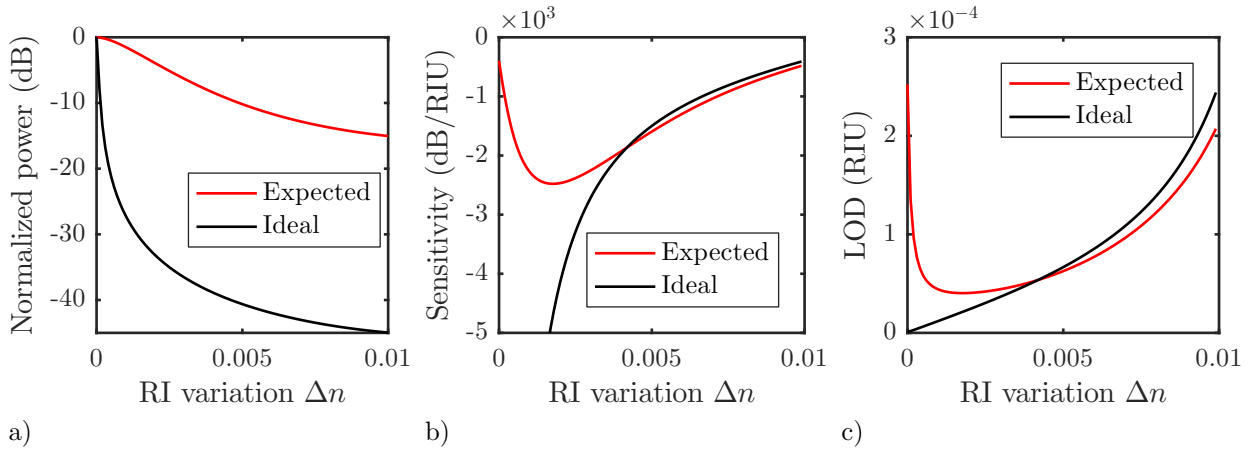 Normalized power (dB)
0
-10
-20
-30
-40
Expected
Ideal
0
0.005
0.01
RI variation Δn
a)
×10³
Sensitivity (dB/RIU)
0
-1
-2
-3
-4
-5
Expected
Ideal
0
0.005
0.01
RI variation Δn
b)
×10⁻⁴
LOD (RIU)
3
2
1
0
Expected
Ideal
0
0.005
0.01
RI variation Δn
c)